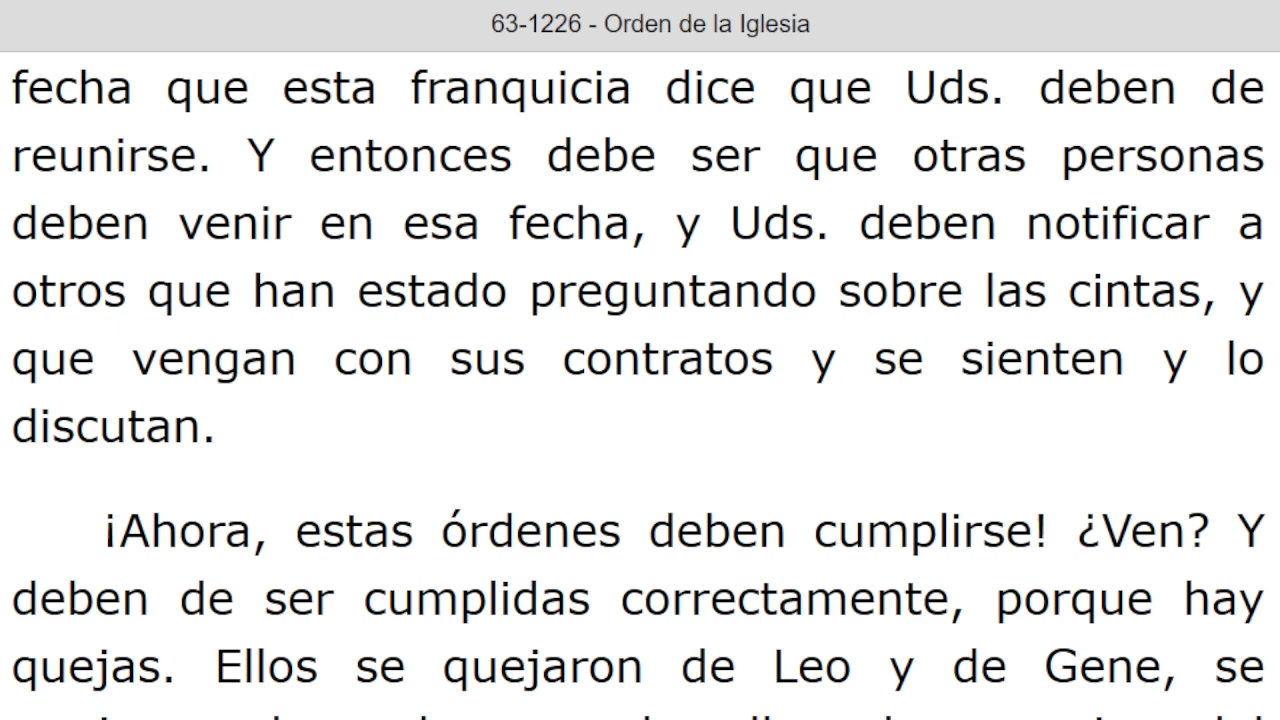 63-1226 - Orden de la Iglesia
fecha que esta franquicia dice que Uds. deben de
reunirse. Y entonces debe ser que otras personas
deben venir en esa fecha, y Uds. deben notificar a
otros que han estado preguntando sobre las cintas, y
que vengan con sus contratos y se sienten y lo
discutan.
¡Ahora, estas órdenes deben cumplirse! ¿Ven? Y
deben de ser cumplidas correctamente, porque hay
quejas. Ellos se quejaron de Leo y de Gene, se